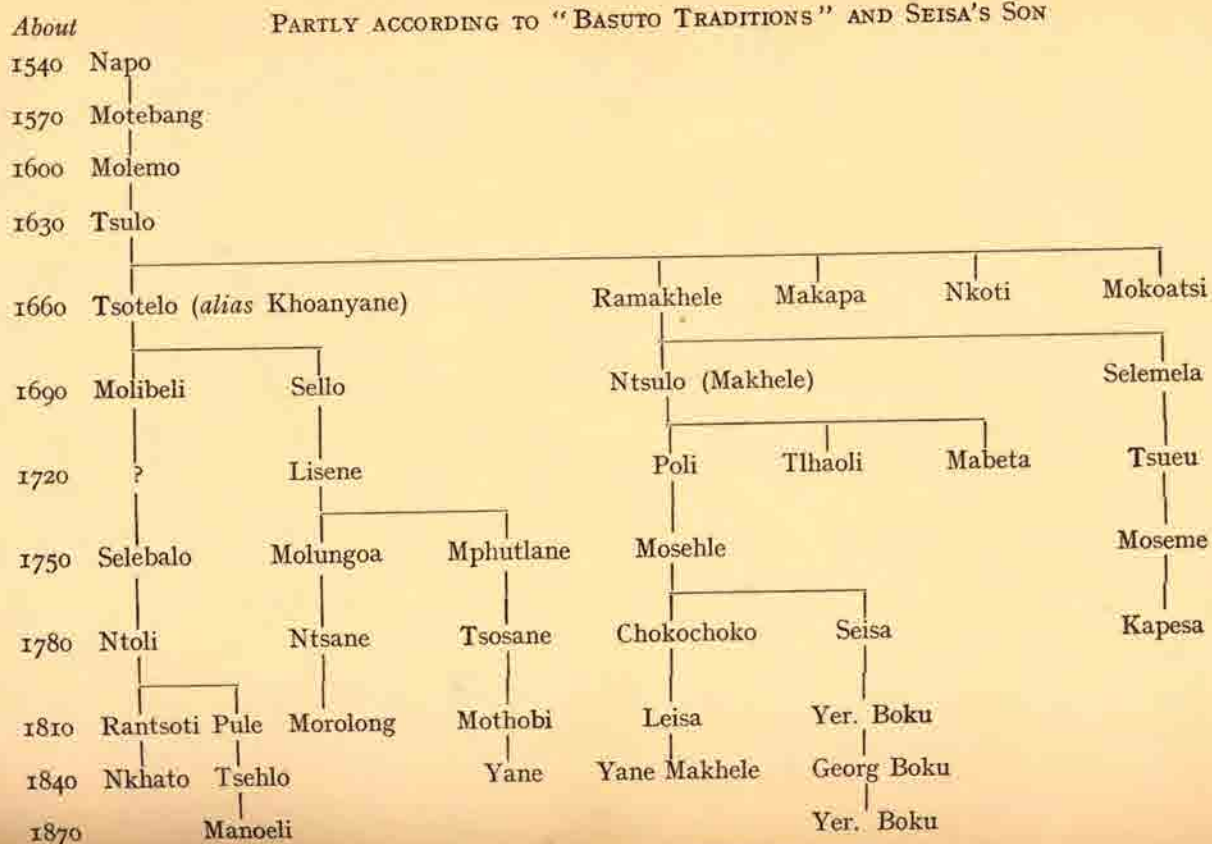 About PARTLY ACCORDING TO "BASUTO TRADITIONS" AND SEISA'S SON
1540 Napo
1570 Motebang
1600 Molemo
1630 Tsulo
1660 Tsotelo (alias Khoanyane) Ramakhele Makapa Nkoti Mokoatsi
1690 Molibeli Sello Ntsulo (Makhele) Selemela
1720 ? Lisene Poli Tlhaoli Mabeta Tsueu
1750 Selebalo Molungoa Mphutlane Mosehle Moseme
1780 Ntoli Ntsane Tsosane Chokochoko Seisa Kapesa
1810 Rantsoti Pule Morolong Mothobi Leisa Yer. Boku
1840 Nkhato Tsehlo Yane Yane Makhele Georg Boku
1870 Manoeli Yer. Boku